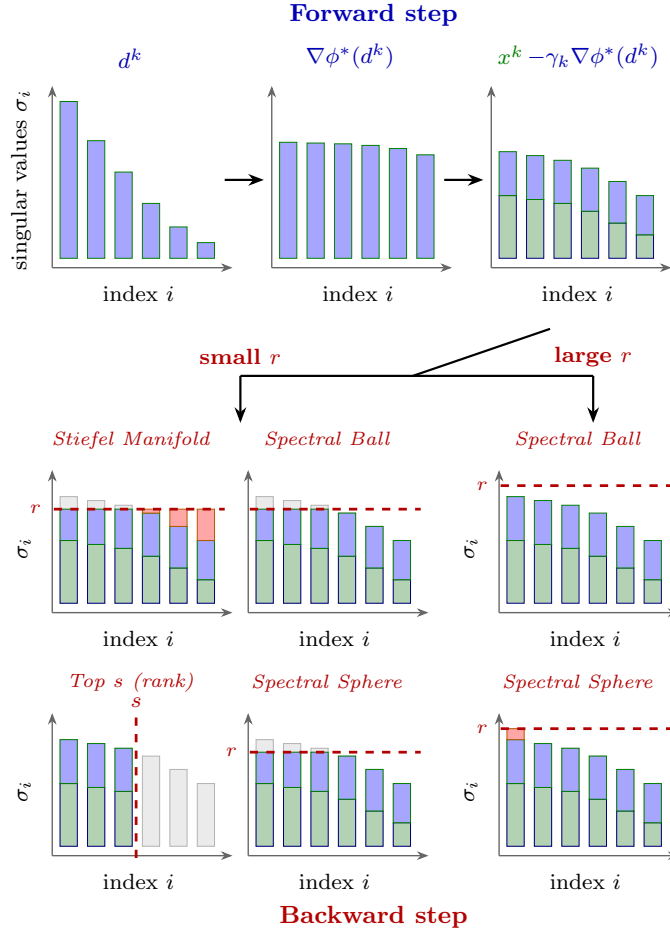 Forward step
d^k
∇ϕ*(d^k)
x^k − γ_k∇ϕ*(d^k)
singular values σ_i
index i
index i
index i
small r
large r
Stiefel Manifold
Spectral Ball
Spectral Ball
r
r
r
σ_i
σ_i
index i
index i
index i
Top s (rank)
Spectral Sphere
Spectral Sphere
s
r
r
σ_i
σ_i
index i
index i
index i
Backward step